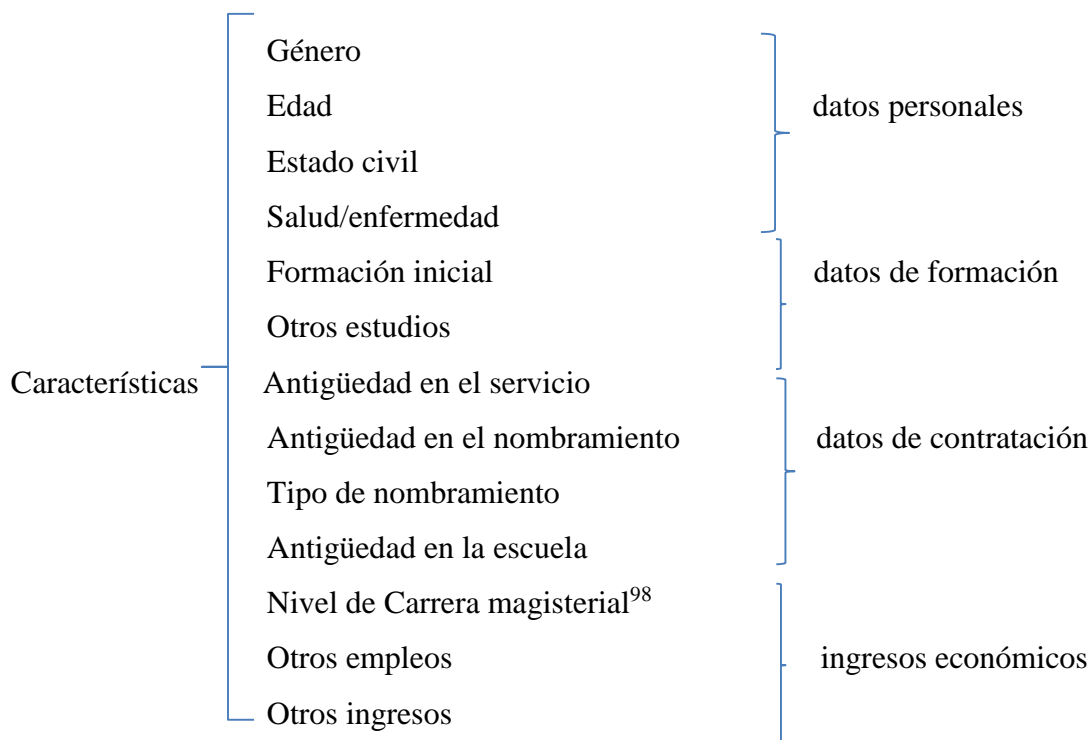 Género
Edad datos personales
Estado civil
Salud/enfermedad
Formación inicial datos de formación
Otros estudios
Características Antigüedad en el servicio
Antigüedad en el nombramiento datos de contratación
Tipo de nombramiento
Antigüedad en la escuela
Nivel de Carrera magisterial98
Otros empleos ingresos económicos
Otros ingresos